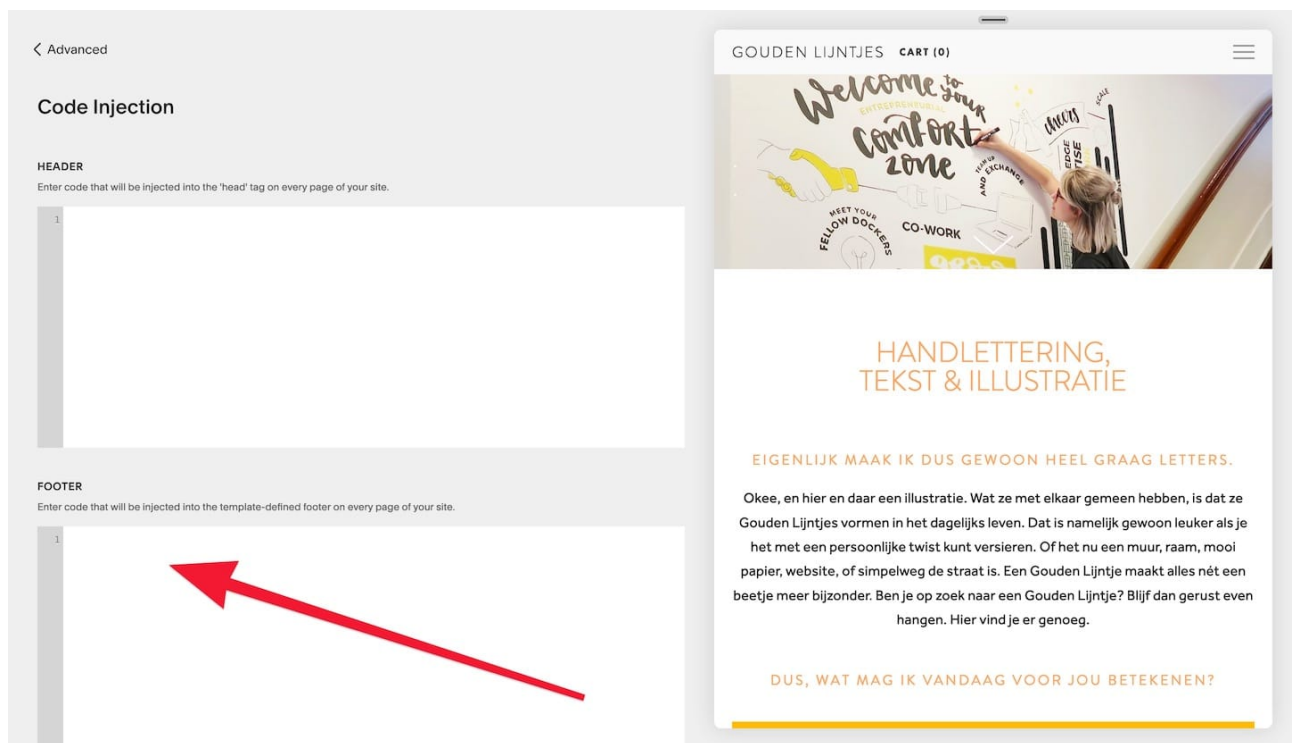 Advanced
Code Injection
HEADER
Enter code that will be injected into the 'head' tag on every page of your site.
1
FOOTER
Enter code that will be injected into the template-defined footer on every page of your site.
1
GOUDEN LIJNTJES CART (0)
Welcome to
your
ENTREPRENEURIAL
COMFORT
zone
cheers
SCALE
EDGE
TISE
TEAM UP
AND EXCHANGE
MEET YOUR
FELLOW DOCKERS
CO-WORK
HANDLETTERING,
TEKST & ILLUSTRATIE
EIGENLIJK MAAK IK DUS GEWOON HEEL GRAAG LETTERS.
Okee, en hier en daar een illustratie. Wat ze met elkaar gemeen hebben, is dat ze
Gouden Lijntjes vormen in het dagelijks leven. Dat is namelijk gewoon leuker als je
het met een persoonlijke twist kunt versieren. Of het nu een muur, raam, mooi
papier, website, of simpelweg de straat is. Een Gouden Lijntje maakt alles nét een
beetje meer bijzonder. Ben je op zoek naar een Gouden Lijntje? Blijf dan gerust even
hangen. Hier vind je er genoeg.
DUS, WAT MAG IK VANDAAG VOOR JOU BETEKENEN?